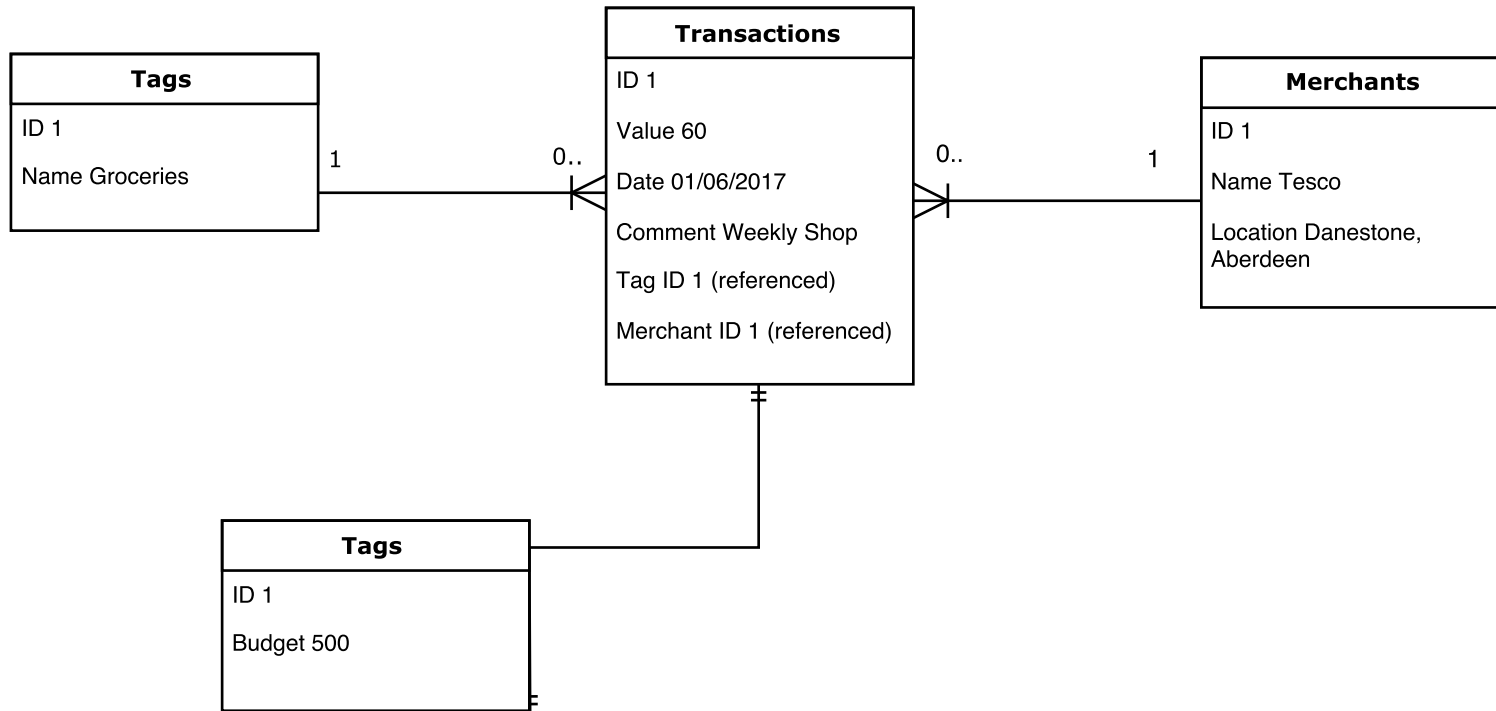 Tags
ID 1
Name Groceries
1
0..
Transactions
ID 1
Value 60
Date 01/06/2017
Comment Weekly Shop
Tag ID 1 (referenced)
Merchant ID 1 (referenced)
0..
1
Merchants
ID 1
Name Tesco
Location Danestone,
Aberdeen
Tags
ID 1
Budget 500